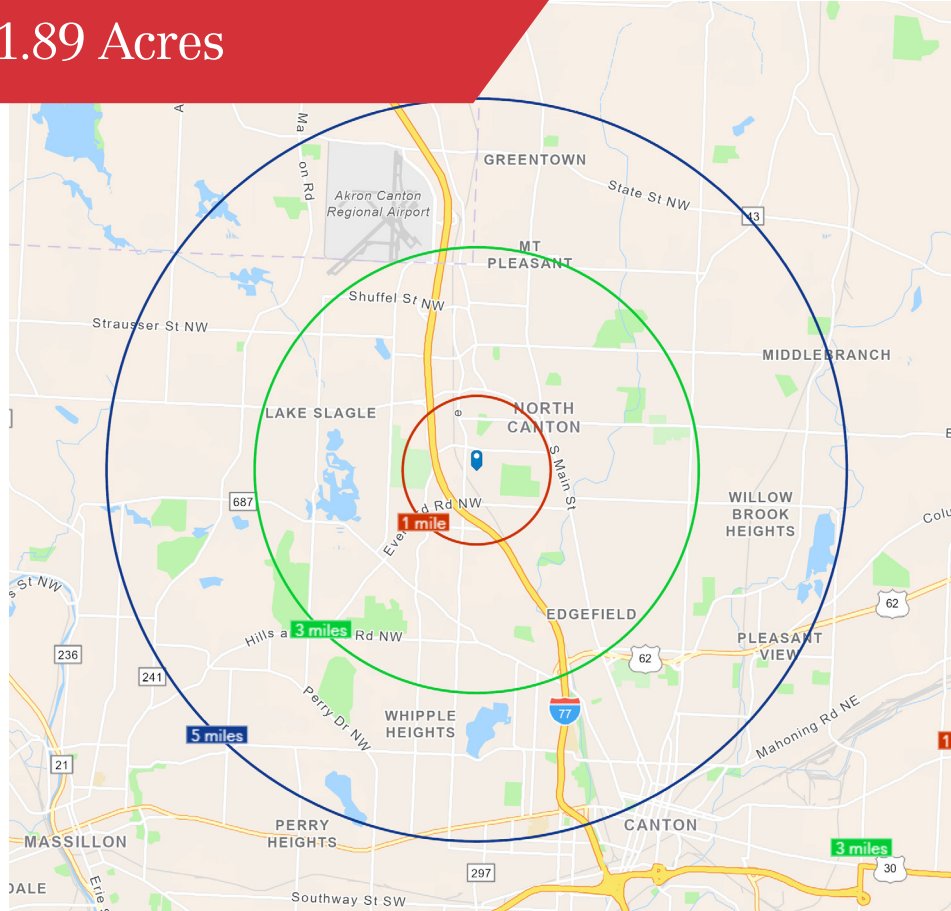 1.89 Acres
GREENTOWN
State St NW
43
Akron Canton
Regional Airport
MT
PLEASANT
Shuffel St NW
Strausser St NW
MIDDLEBRANCH
LAKE SLAGLE
NORTH
CANTON
S Main St
687
WILLOW
BROOK
HEIGHTS
d Rd NW
1 mile
62
EDGEFIELD
3 miles
Rd NW
Hills a
PLEASANT
VIEW
236
62
241
Perry Dr NW
77
WHIPPLE
HEIGHTS
Mahoning Rd NE
5 miles
21
PERRY
HEIGHTS
CANTON
MASSILLON
3 miles
297
30
Southway St SW